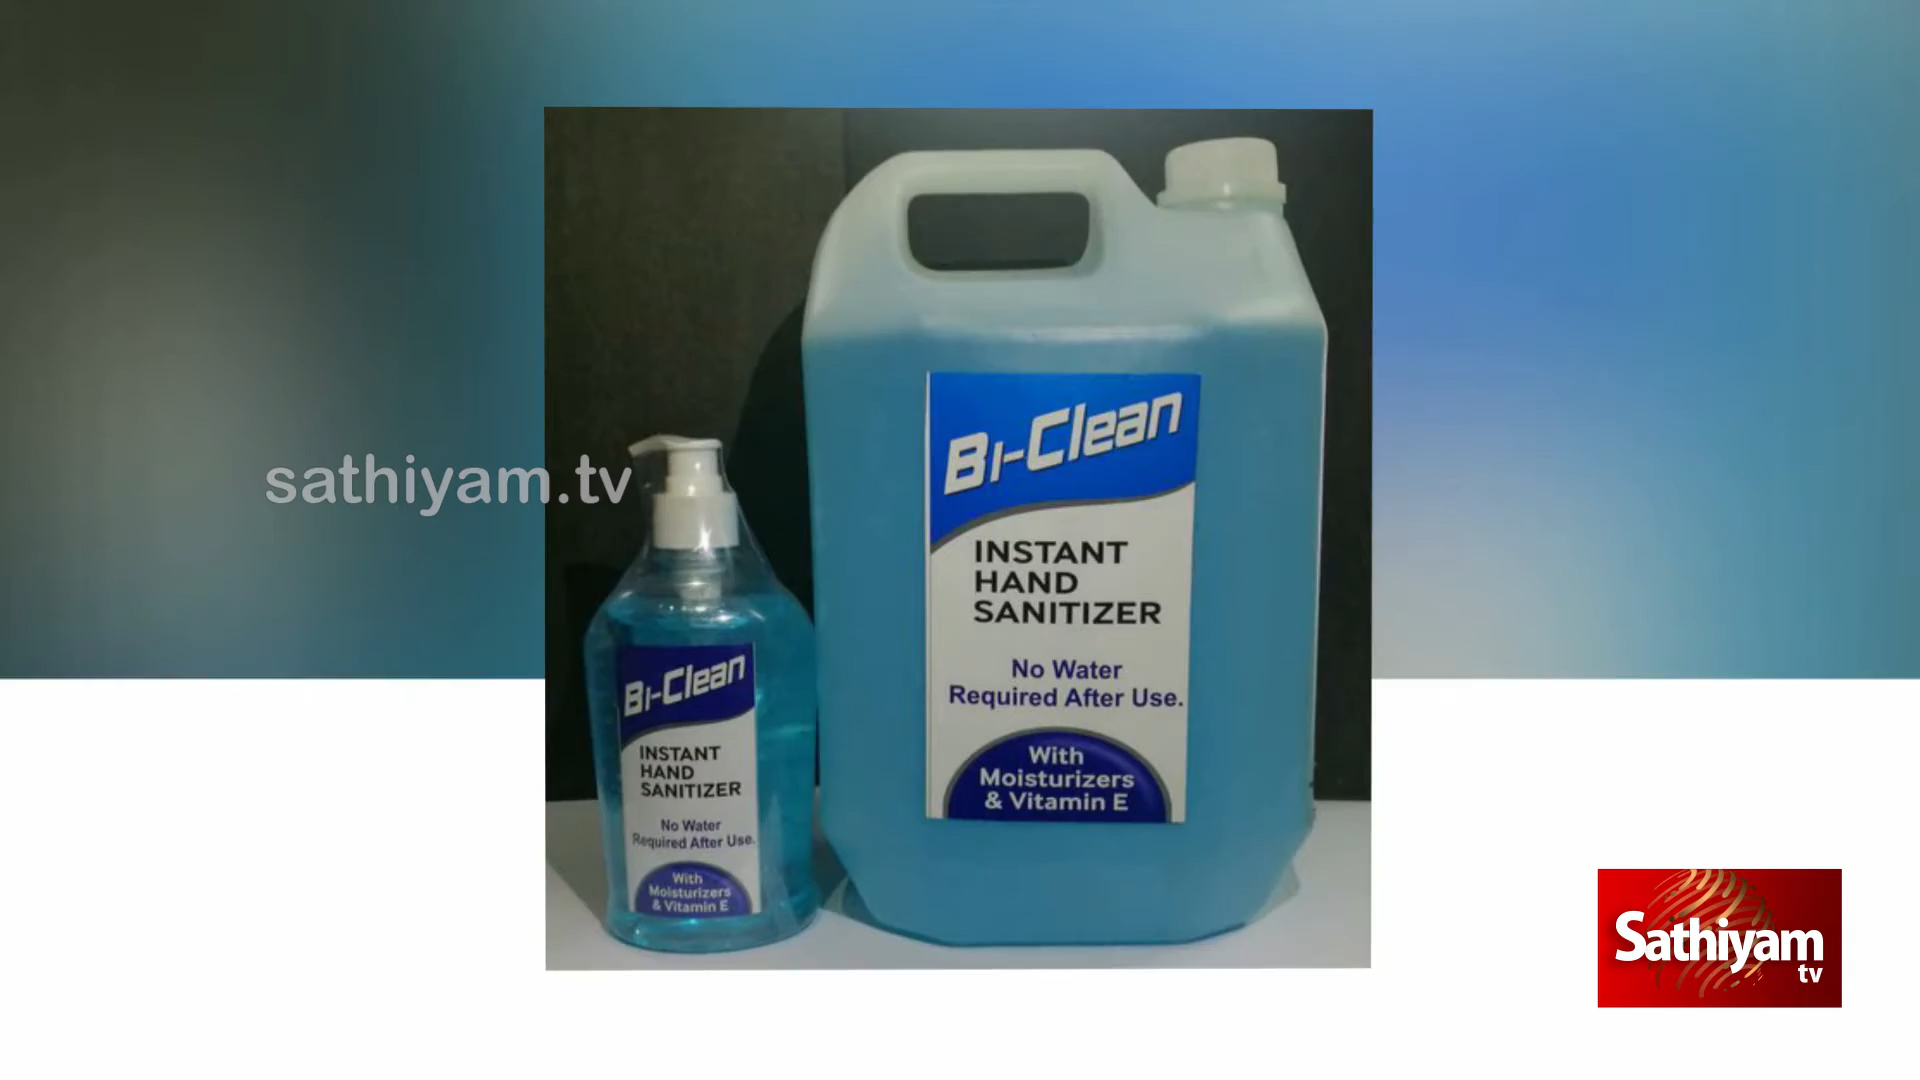 sathiyam.tv
Bi-Clean
INSTANT
HAND
SANITIZER
No Water
Required After Use.
With
Moisturizers
& Vitamin E
Bi-Clean
INSTANT
HAND
SANITIZER
No Water
Required After Use.
With
Moisturizers
& Vitamin E
Sathiyam
tv